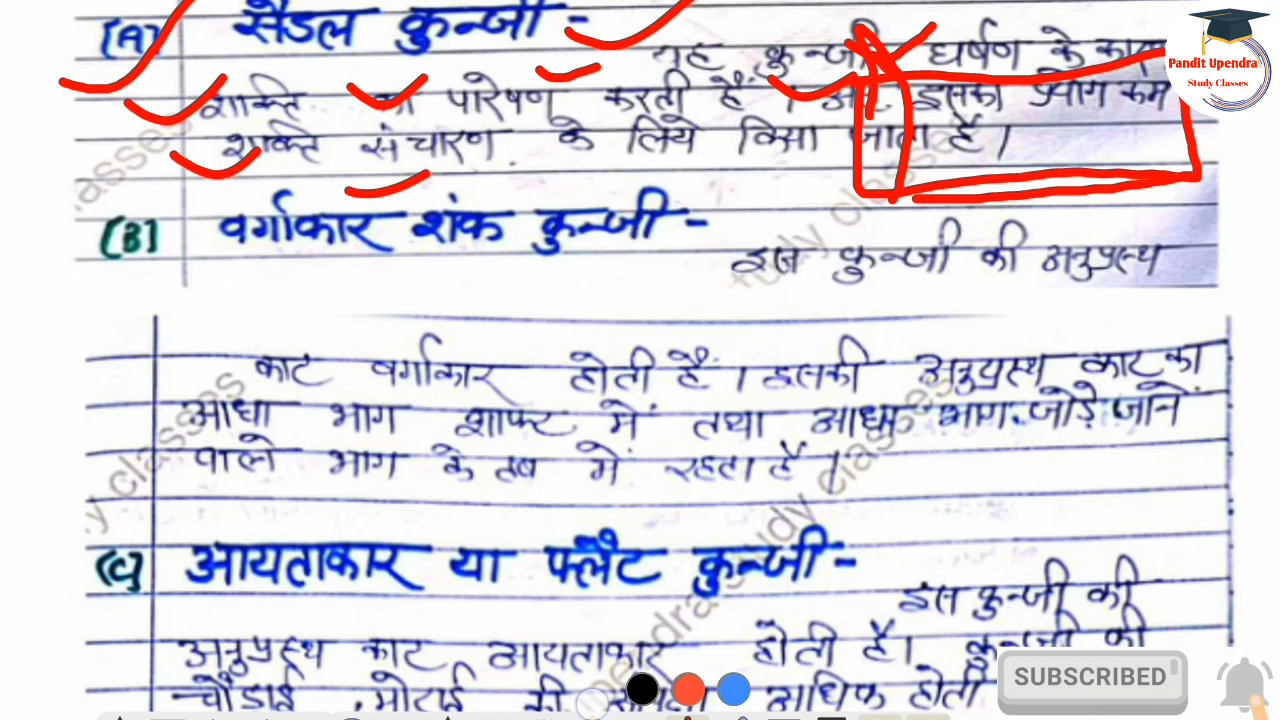 (A) सैडल कुन्जी -
यह कुन्जी घर्षण के कारण
शक्ति का पारेषण करती है । और इसका प्रयोग कम
शक्ति संचारण के लिये किया जाता है।
(B) वर्गाकार शंक कुन्जी -
इस कुन्जी की अनुप्रस्थ
काट वर्गाकार होती है । इसकी अनुप्रस्थ काट का
आधा भाग शाफ्ट में तथा आधा भाग जोड़े जाने
वाले भाग के हब में रहता है ।
(C) आयताकार या फ्लैट कुन्जी -
इस कुन्जी की
अनुप्रस्थ काट आयताकार होती है। कुन्जी की
चौड़ाई मोटाई की अधिक होती
Pandit Upendra
Study Classes
SUBSCRIBED